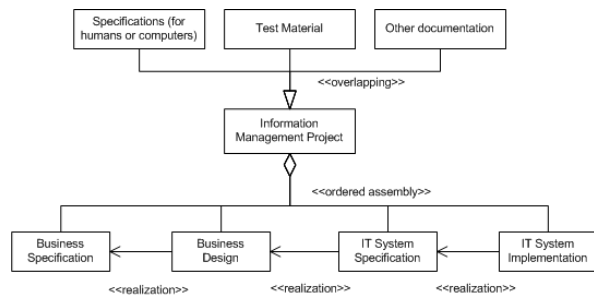 Specifications (for
humans or computers)
Test Material
Other documentation
<<overlapping>>
Information
Management Project
<<ordered assembly>>
Business
Specification
Business
Design
IT System
Specification
IT System
Implementation
<<realization>>
<<realization>>
<<realization>>